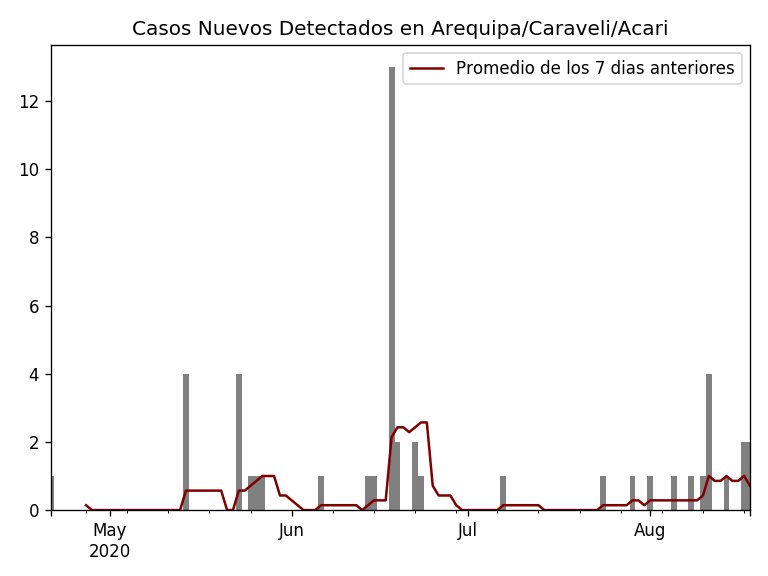 Casos Nuevos Detectados en Arequipa/Caraveli/Acari
Promedio de los 7 dias anteriores
12
10
8
6
4
2
0
May Jun Jul Aug
2020